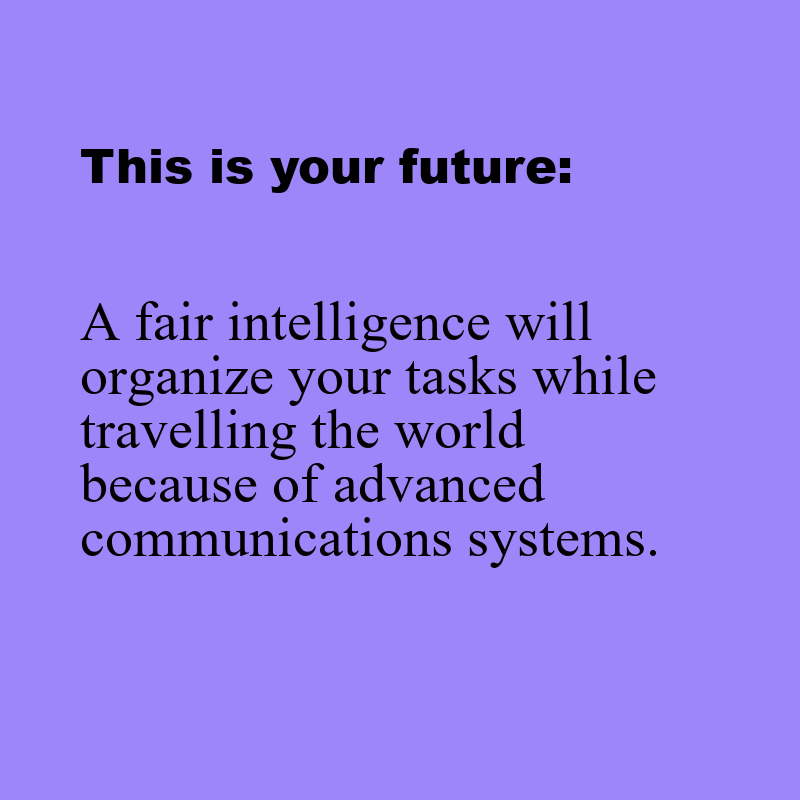 This is your future:
A fair intelligence will
organize your tasks while
travelling the world
because of advanced
communications systems.